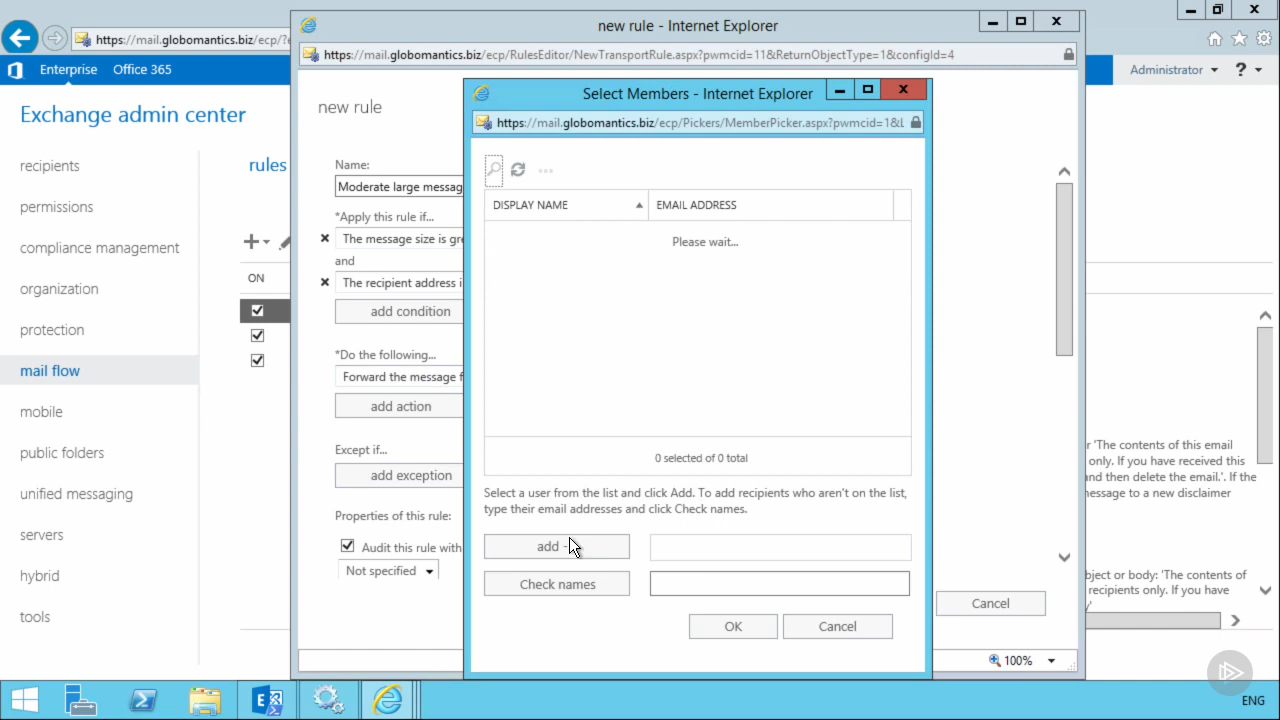 new rule - Internet Explorer
https://mail.globomantics.biz/ecp/?
https://mail.globomantics.biz/ecp/RulesEditor/NewTransportRule.aspx?pwmcid=11&ReturnObjectType=1&configId=4
Enterprise Office 365
Administrator ?
Exchange admin center
recipients
permissions
compliance management
organization
protection
mail flow
mobile
public folders
unified messaging
servers
hybrid
tools
rules
ON
new rule
Name:
Moderate large messag
*Apply this rule if...
The message size is gre
and
The recipient address i
add condition
*Do the following...
Forward the message f
add action
Except if...
add exception
Properties of this rule:
Audit this rule with
Not specified
Select Members - Internet Explorer
https://mail.globomantics.biz/ecp/Pickers/MemberPicker.aspx?pwmcid=1&
DISPLAY NAME EMAIL ADDRESS
Please wait...
0 selected of 0 total
Select a user from the list and click Add. To add recipients who aren't on the list,
type their email addresses and click Check names.
add -
Check names
OK Cancel
Cancel
100%
'The contents of this email
only. If you have received this
and then delete the email.'. If the
message to a new disclaimer
bject or body: 'The contents of
recipients only. If you have
ENG